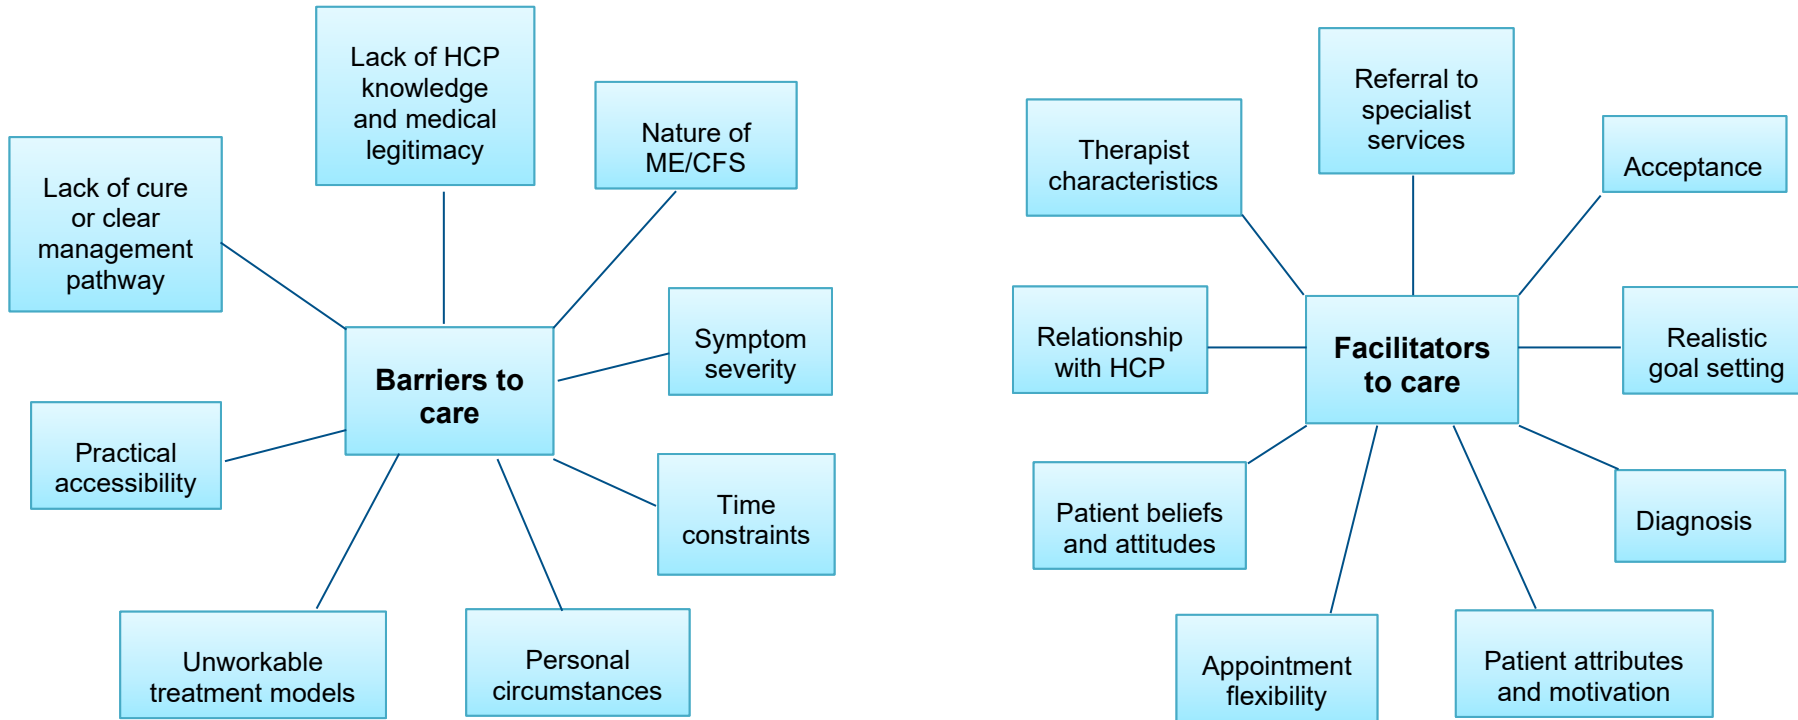 Lack of HCP
knowledge
and medical
legitimacy
Nature of
ME/CFS
Lack of cure
or clear
management
pathway
Symptom
severity
Barriers to
care
Practical
accessibility
Time
constraints
Unworkable
treatment models
Personal
circumstances
Referral to
specialist
services
Therapist
characteristics
Acceptance
Relationship
with HCP
Facilitators
to care
Realistic
goal setting
Patient beliefs
and attitudes
Diagnosis
Appointment
flexibility
Patient attributes
and motivation